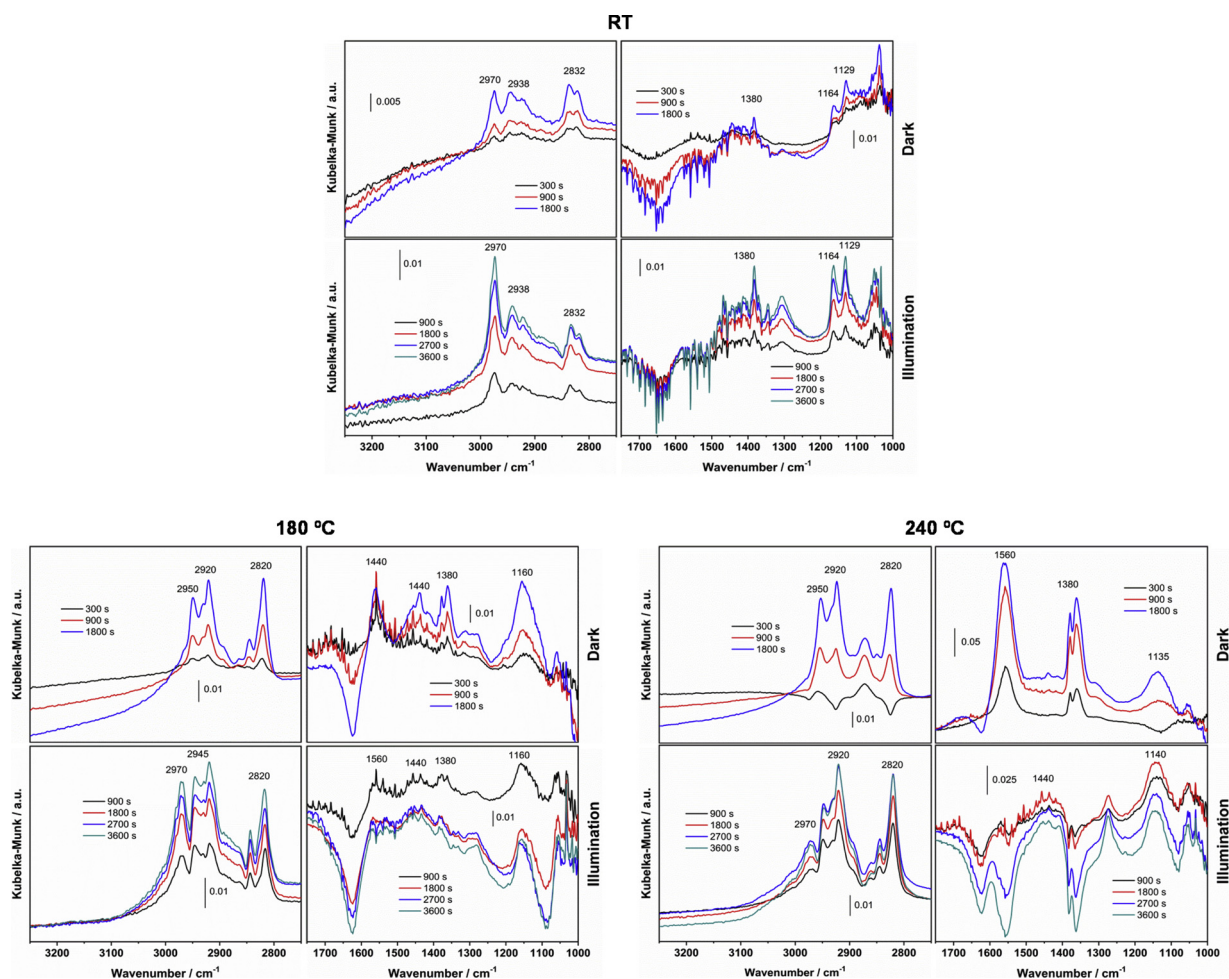 RT
Kubelka-Munk / a.u.
0.005
2970
2938
2832
300 s
900 s
1800 s
300 s
900 s
1800 s
1380
1164
1129
0.01
Dark
Kubelka-Munk / a.u.
0.01
2970
2938
2832
900 s
1800 s
2700 s
3600 s
0.01
1380
1164
1129
900 s
1800 s
2700 s
3600 s
Illumination
3200 3100 3000 2900 2800
Wavenumber / cm-1
1700 1600 1500 1400 1300 1200 1100 1000
Wavenumber / cm-1
180 ºC
Kubelka-Munk / a.u.
300 s
900 s
1800 s
2950
2920
2820
0.01
1440
1440
1380
1160
0.01
300 s
900 s
1800 s
Dark
Kubelka-Munk / a.u.
900 s
1800 s
2700 s
3600 s
2970
2945
2920
2820
0.01
1560
1440
1380
1160
0.01
900 s
1800 s
2700 s
3600 s
Illumination
3200 3100 3000 2900 2800
Wavenumber / cm-1
1700 1600 1500 1400 1300 1200 1100 1000
Wavenumber / cm-1
240 ºC
Kubelka-Munk / a.u.
300 s
900 s
1800 s
2950
2920
2820
0.01
1560
0.05
1380
1135
300 s
900 s
1800 s
Dark
Kubelka-Munk / a.u.
900 s
1800 s
2700 s
3600 s
2970
2920
2820
0.01
0.025
1440
1140
900 s
1800 s
2700 s
3600 s
Illumination
3200 3100 3000 2900 2800
Wavenumber / cm-1
1700 1600 1500 1400 1300 1200 1100 1000
Wavenumber / cm-1